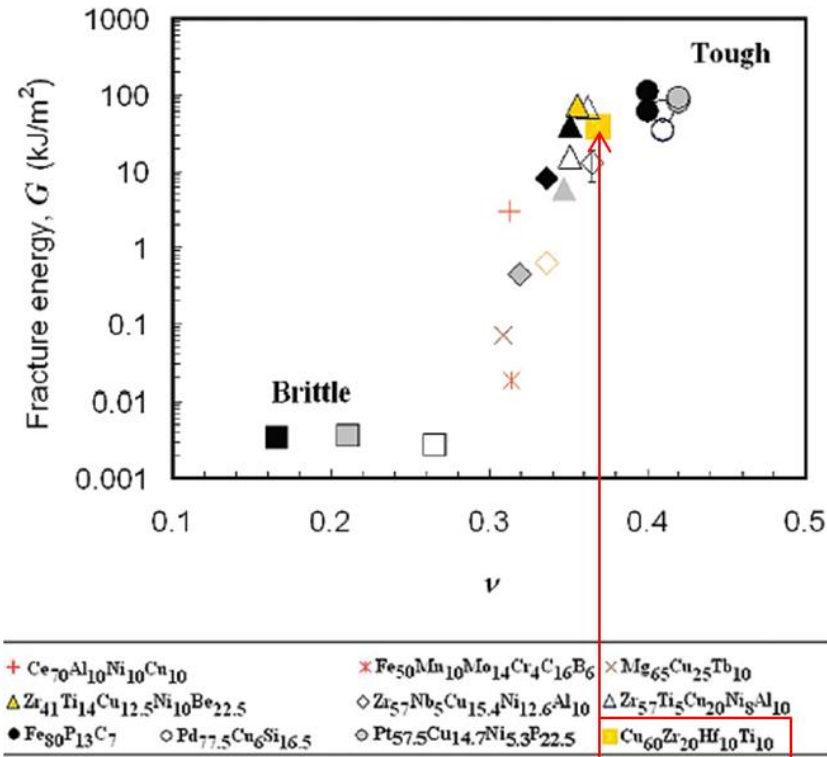 1000
Tough
100
10
1
0.1
Brittle
0.01
0.001
Fracture energy, G (kJ/m²)
0.1 0.2 0.3 0.4 0.5
ν
Ce₇₀Al₁₀Ni₁₀Cu₁₀ Fe₅₀Mn₁₀Mo₁₄Cr₄C₁₆B₆ Mg₆₅Cu₂₅Tb₁₀
Zr₄₁Ti₁₄Cu₁₂.₅Ni₁₀Be₂₂.₅ Zr₅₇Nb₅Cu₁₅.₄Ni₁₂.₆Al₁₀ Zr₅₇Ti₅Cu₂₀Ni₈Al₁₀
Fe₈₀P₁₃C₇ Pd₇₇.₅Cu₆Si₁₆.₅ Pt₅₇.₅Cu₁₄.₇Ni₅.₃P₂₂.₅ Cu₆₀Zr₂₀Hf₁₀Ti₁₀